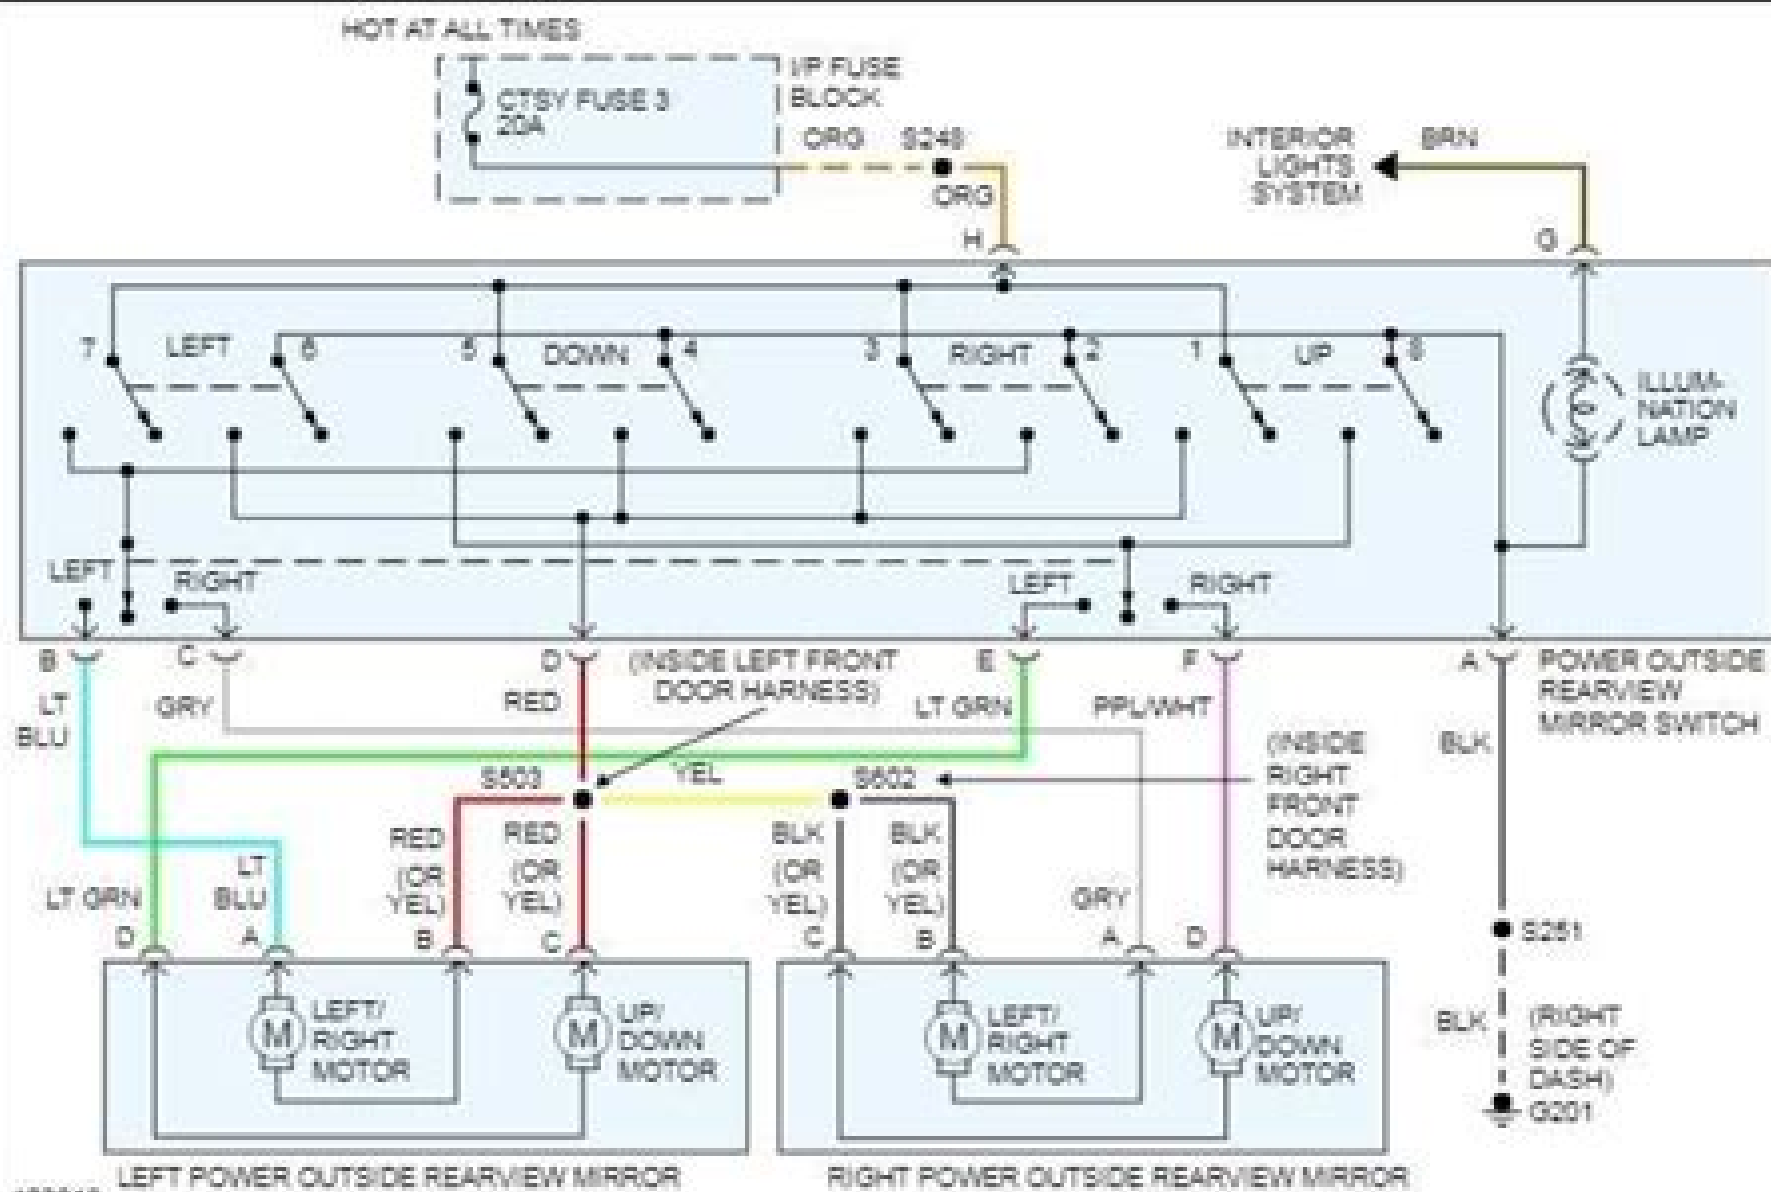 HOT AT ALL TIMES
I/P FUSE
BLOCK
CTSY FUSE 3
20A
ORG
S248
ORG
INTERIOR
LIGHTS
SYSTEM
BRN
H
G
7
LEFT
6
5
DOWN
4
3
RIGHT
2
1
UP
8
ILLUMI-
NATION
LAMP
LEFT
RIGHT
LEFT
RIGHT
B
C
D
(INSIDE LEFT FRONT
DOOR HARNESS)
E
F
A
POWER OUTSIDE
REARVIEW
MIRROR SWITCH
LT
BLU
GRY
RED
LT GRN
PPL/WHT
BLK
S503
YEL
S602
(INSIDE
RIGHT
FRONT
DOOR
HARNESS)
RED
(OR
YEL)
RED
(OR
YEL)
BLK
(OR
YEL)
BLK
(OR
YEL)
LT GRN
LT
BLU
GRY
D
A
B
C
C
B
A
D
S251
LEFT/
RIGHT
MOTOR
M
UP/
DOWN
MOTOR
M
LEFT/
RIGHT
MOTOR
M
UP/
DOWN
MOTOR
M
BLK
(RIGHT
SIDE OF
DASH)
G201
LEFT POWER OUTSIDE REARVIEW MIRROR
RIGHT POWER OUTSIDE REARVIEW MIRROR